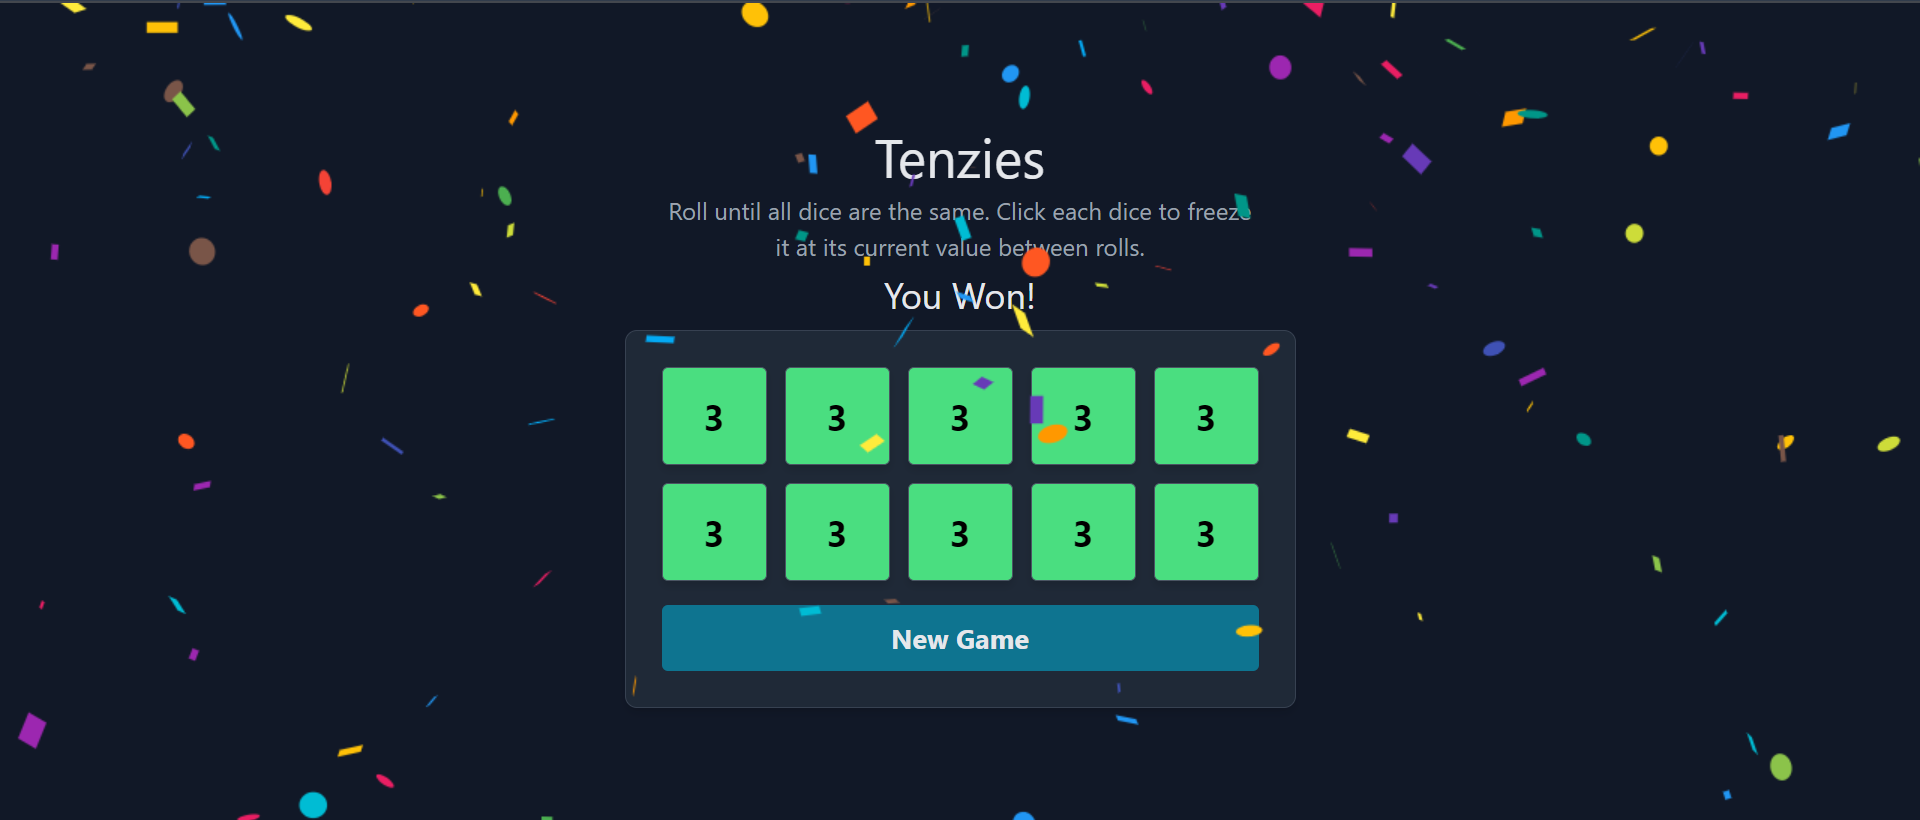 Tenzies
Roll until all dice are the same. Click each dice to freeze
it at its current value between rolls.
You Won!
3 3 3 3 3
3 3 3 3 3
New Game